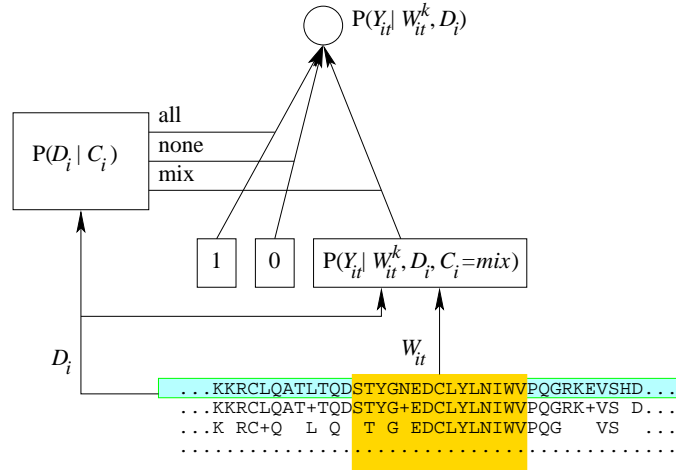 P(Y_it | W_it^k, D_i)
all
none
mix
P(D_i | C_i)
1
0
P(Y_it | W_it^k, D_i, C_i=mix)
D_i
W_it
...KKRCLQATLTQDSTYGNEDCLYLNIWVPQGRKEVSHD...
...KKRCLQAT+TQDSTYG+EDCLYLNIWVPQGRK+VS D...
...K RC+Q  L Q  T G EDCLYLNIWVPQG   VS  ...
........................................